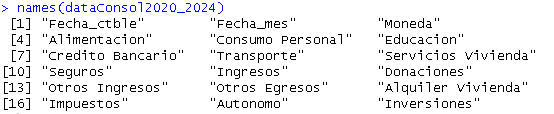 > names(dataConsol2020_2024)
[1] "Fecha_ctble" "Fecha_mes" "Moneda"
[4] "Alimentacion" "Consumo Personal" "Educacion"
[7] "Credito Bancario" "Transporte" "Servicios Vivienda"
[10] "Seguros" "Ingresos" "Donaciones"
[13] "Otros Ingresos" "Otros Egresos" "Alquiler Vivienda"
[16] "Impuestos" "Autonomo" "Inversiones"